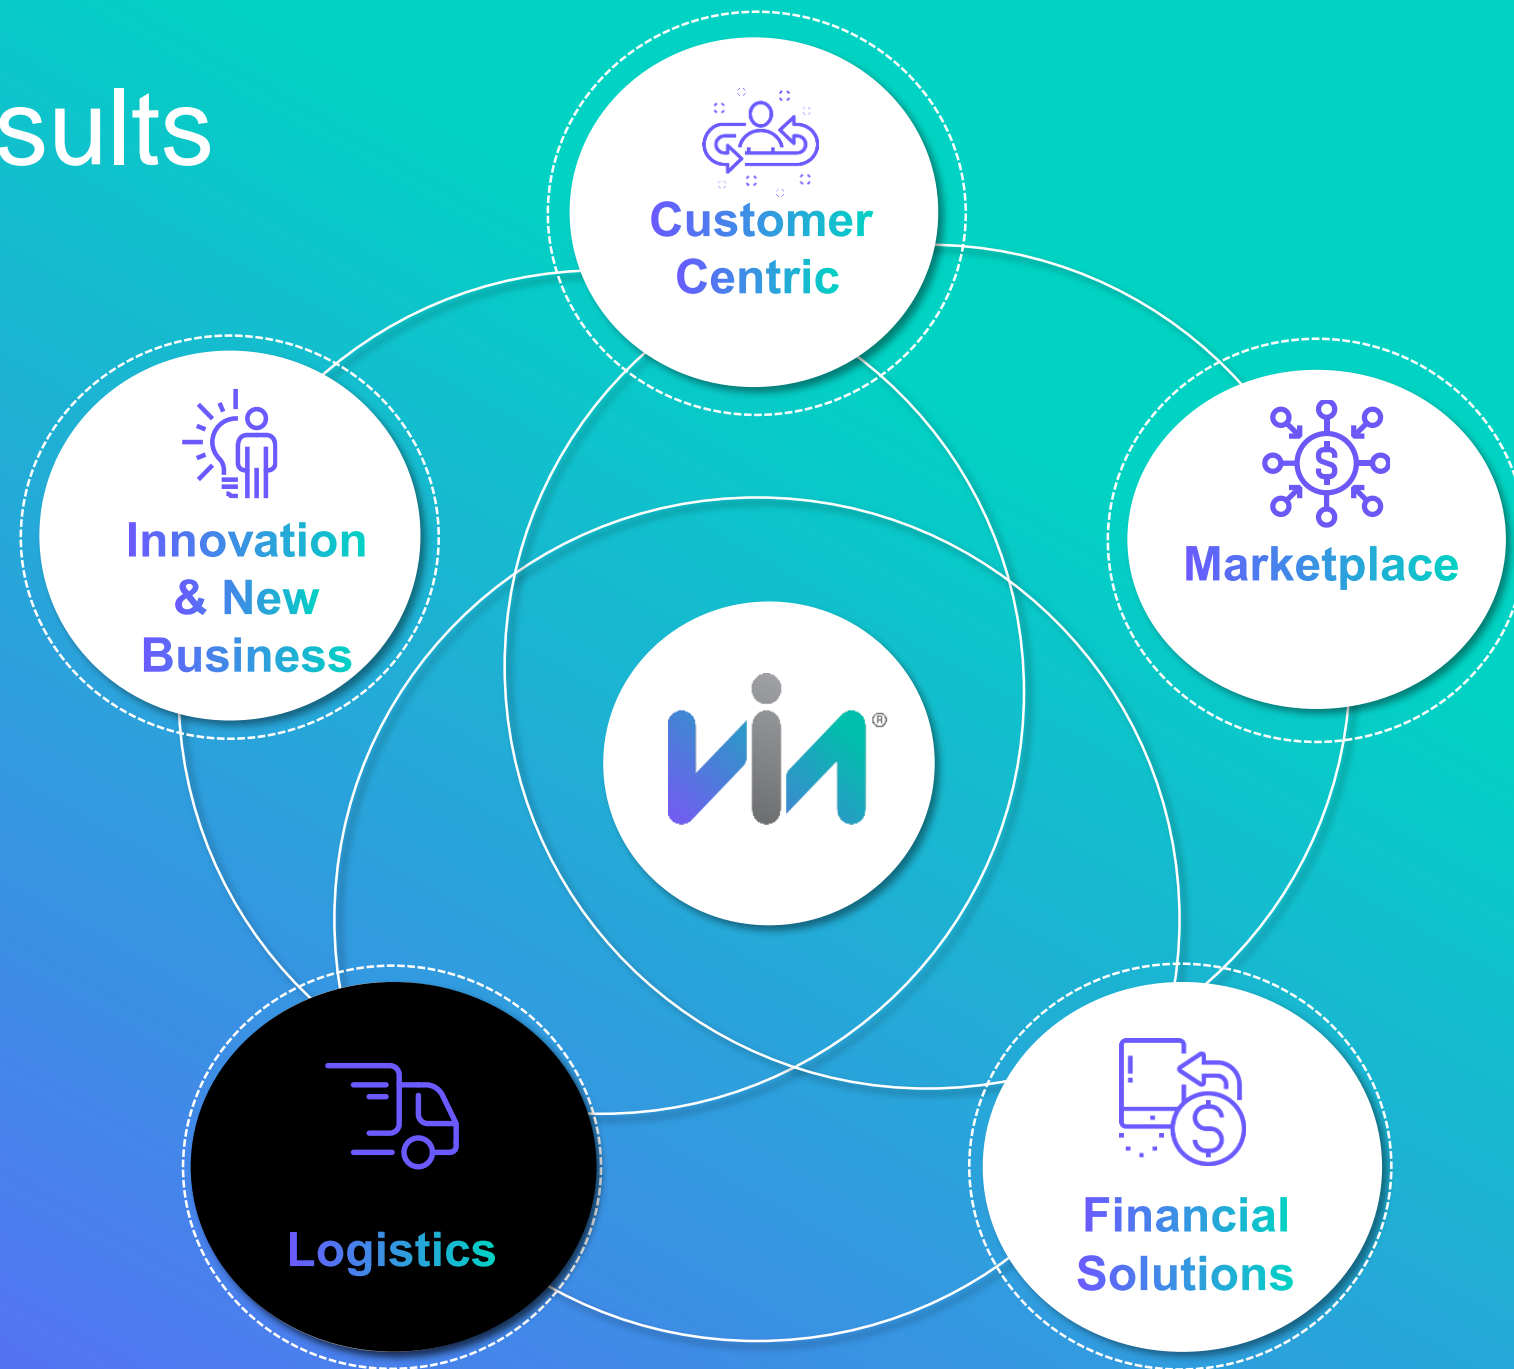 sults
Customer
Centric
Innovation
& New
Business
Marketplace
via®
Logistics
Financial
Solutions